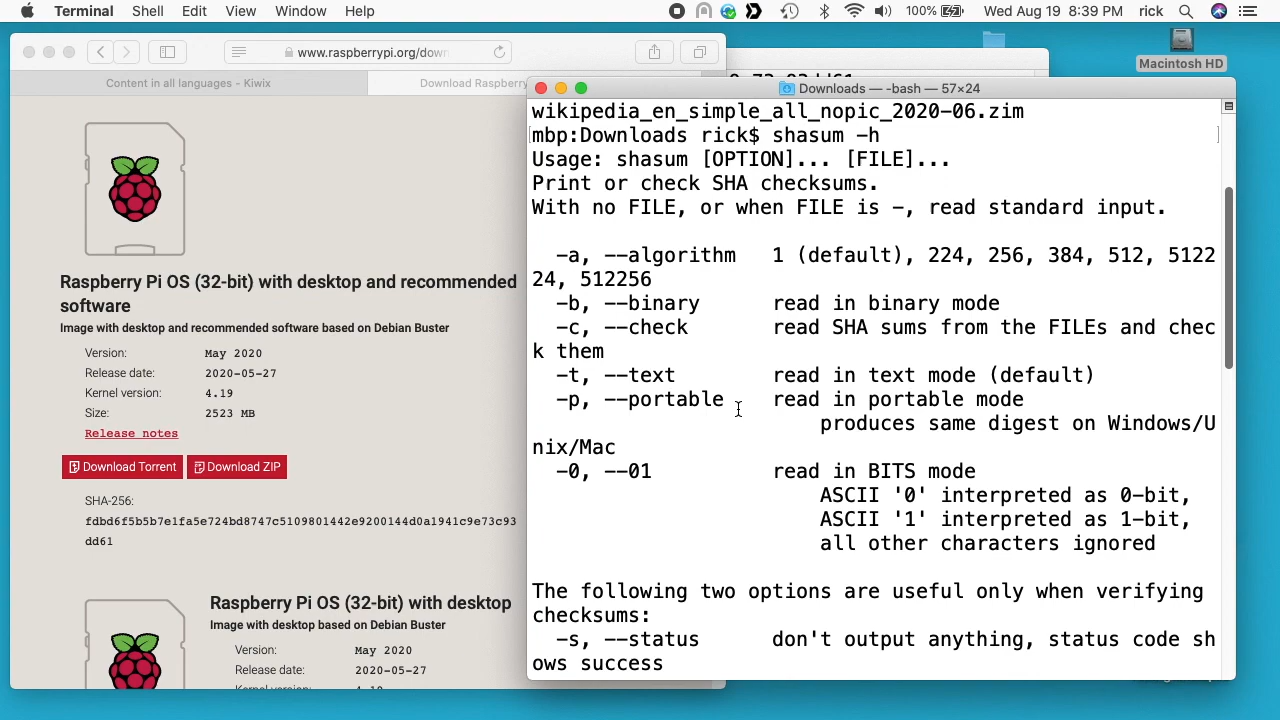 Terminal Shell Edit View Window Help 100% Wed Aug 19 8:39 PM rick
www.raspberrypi.org/dow
Macintosh HD
Content in all languages - Kiwix
Download Raspberry
Downloads — -bash — 57×24
wikipedia_en_simple_all_nopic_2020-06.zim
mbp:Downloads rick$ shasum -h
Usage: shasum [OPTION]... [FILE]...
Print or check SHA checksums.
With no FILE, or when FILE is -, read standard input.
-a, --algorithm 1 (default), 224, 256, 384, 512, 5122
24, 512256
-b, --binary read in binary mode
-c, --check read SHA sums from the FILEs and chec
k them
-t, --text read in text mode (default)
-p, --portable read in portable mode
produces same digest on Windows/U
nix/Mac
-0, --01 read in BITS mode
ASCII '0' interpreted as 0-bit,
ASCII '1' interpreted as 1-bit,
all other characters ignored
The following two options are useful only when verifying
checksums:
-s, --status don't output anything, status code sh
ows success
Raspberry Pi OS (32-bit) with desktop and recommended
software
Image with desktop and recommended software based on Debian Buster
Version: May 2020
Release date: 2020-05-27
Kernel version: 4.19
Size: 2523 MB
Release notes
Download Torrent Download ZIP
SHA-256:
fdbd6f5b5b7e1fa5e724bd8747c5109801442e9200144d0a1941c9e73c93
dd61
Raspberry Pi OS (32-bit) with desktop
Image with desktop based on Debian Buster
Version: May 2020
Release date: 2020-05-27
Kernel version: 4.19